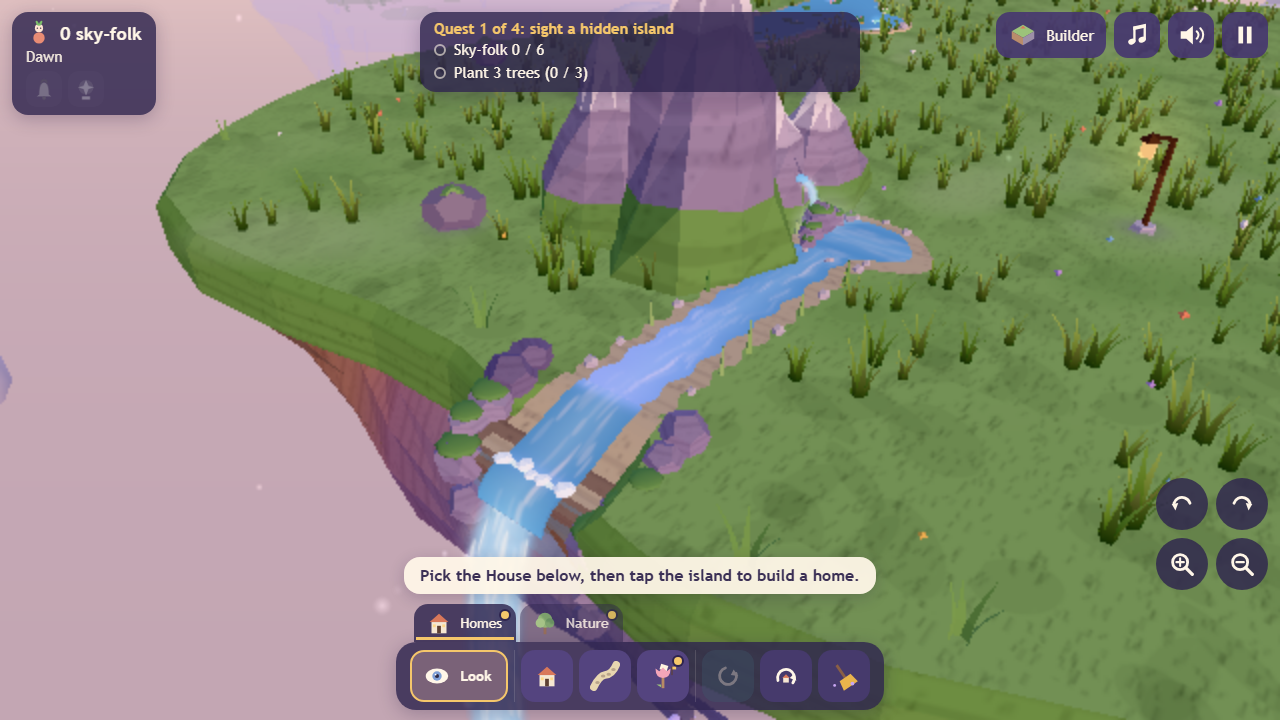 0 sky-folk
Dawn
Quest 1 of 4: sight a hidden island
Sky-folk 0 / 6
Plant 3 trees (0 / 3)
Builder
Pick the House below, then tap the island to build a home.
Homes
Nature
Look